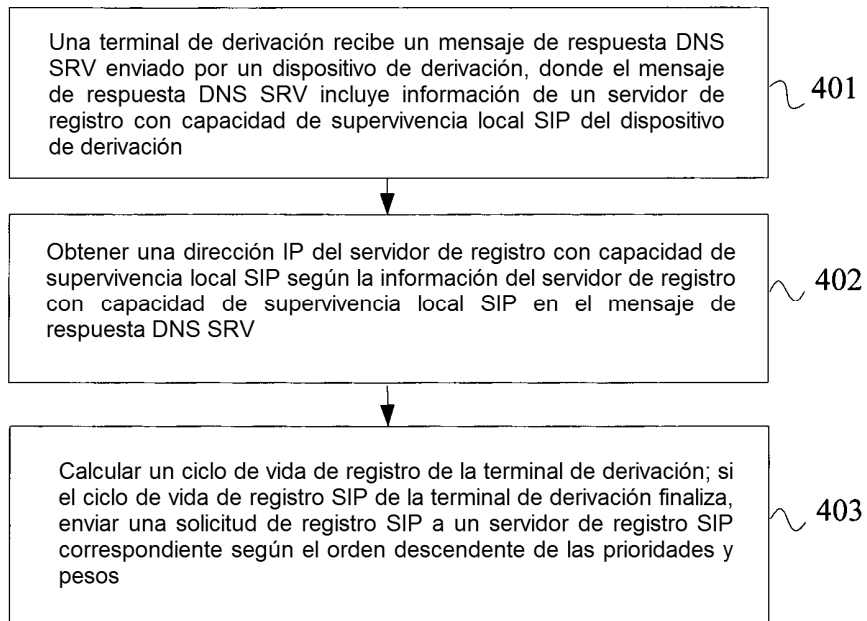 Una terminal de derivación recibe un mensaje de respuesta DNS
SRV enviado por un dispositivo de derivación, donde el mensaje
de respuesta DNS SRV incluye información de un servidor de
registro con capacidad de supervivencia local SIP del dispositivo
de derivación
401
Obtener una dirección IP del servidor de registro con capacidad de
supervivencia local SIP según la información del servidor de registro
con capacidad de supervivencia local SIP en el mensaje de
respuesta DNS SRV
402
Calcular un ciclo de vida de registro de la terminal de derivación; si
el ciclo de vida de registro SIP de la terminal de derivación finaliza,
enviar una solicitud de registro SIP a un servidor de registro SIP
correspondiente según el orden descendente de las prioridades y
pesos
403